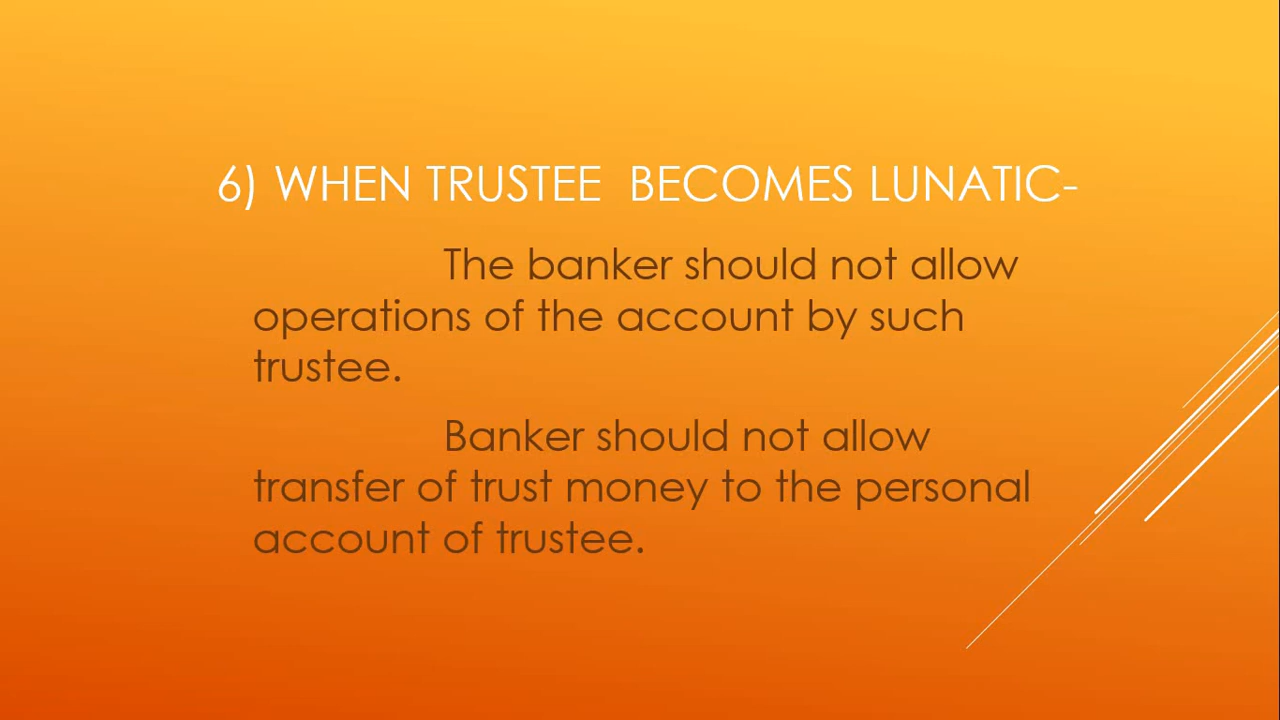 6) WHEN TRUSTEE  BECOMES LUNATIC-
The banker should not allow
operations of the account by such
trustee.
Banker should not allow
transfer of trust money to the personal
account of trustee.